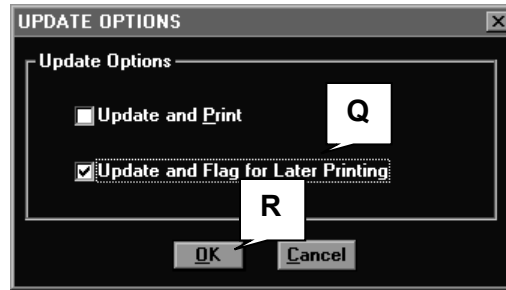 UPDATE OPTIONS
Update Options
Update and Print
Q
Update and Flag for Later Printing
R
OK
Cancel